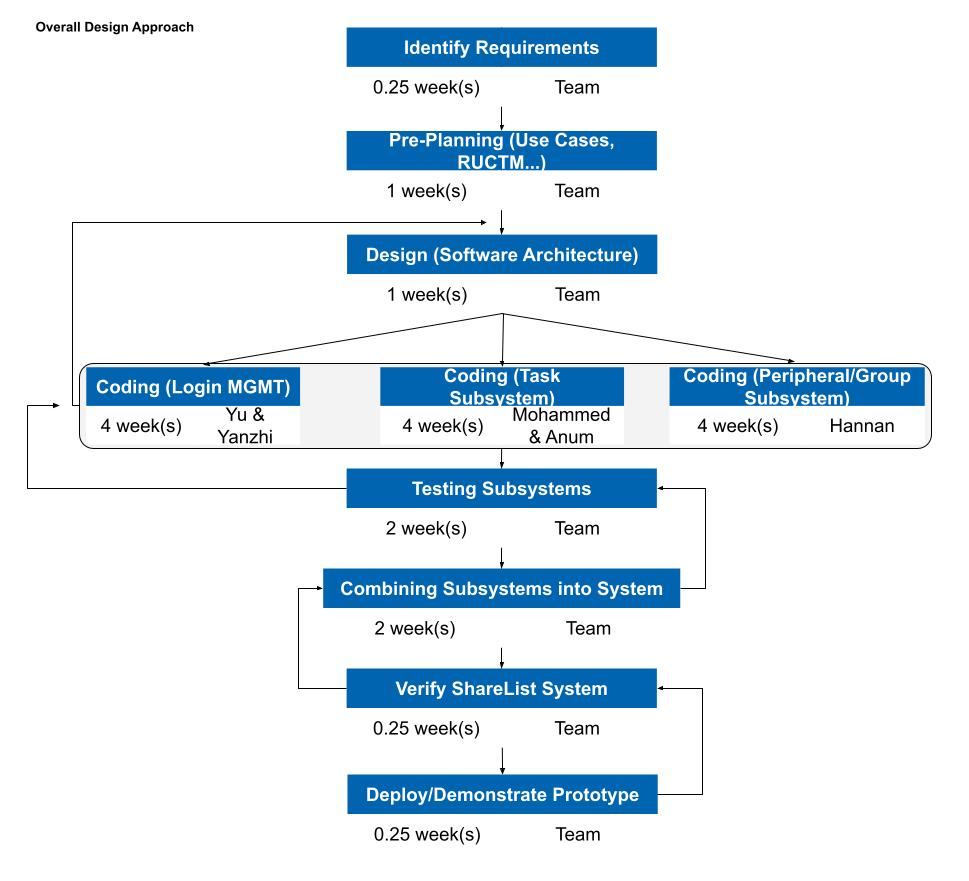 Overall Design Approach
Identify Requirements
0.25 week(s) Team
Pre-Planning (Use Cases,
RUCTM...)
1 week(s) Team
Design (Software Architecture)
1 week(s) Team
Coding (Login MGMT)
4 week(s)
Yu &
Yanzhi
Coding (Task
Subsystem)
4 week(s)
Mohammed
& Anum
Coding (Peripheral/Group
Subsystem)
4 week(s) Hannan
Testing Subsystems
2 week(s) Team
Combining Subsystems into System
2 week(s) Team
Verify ShareList System
0.25 week(s) Team
Deploy/Demonstrate Prototype
0.25 week(s) Team